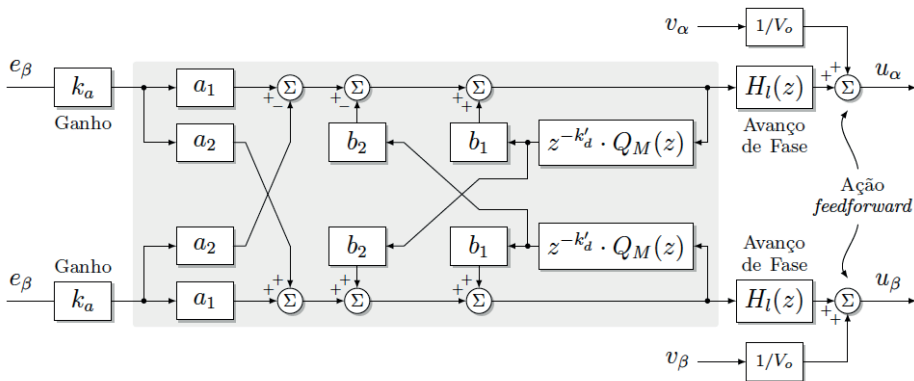 v_α
1/V_o
e_β
k_a
Ganho
a_1
+
−
Σ
+
−
Σ
+
+
Σ
H_l(z)
+
+
Σ
u_α
a_2
b_2
b_1
z^{-k'_d} · Q_M(z)
Avanço
de Fase
Ação
feedforward
a_2
b_2
b_1
z^{-k'_d} · Q_M(z)
Avanço
de Fase
e_β
Ganho
k_a
a_1
+
+
Σ
+
+
Σ
+
+
Σ
H_l(z)
+
+
Σ
u_β
v_β
1/V_o